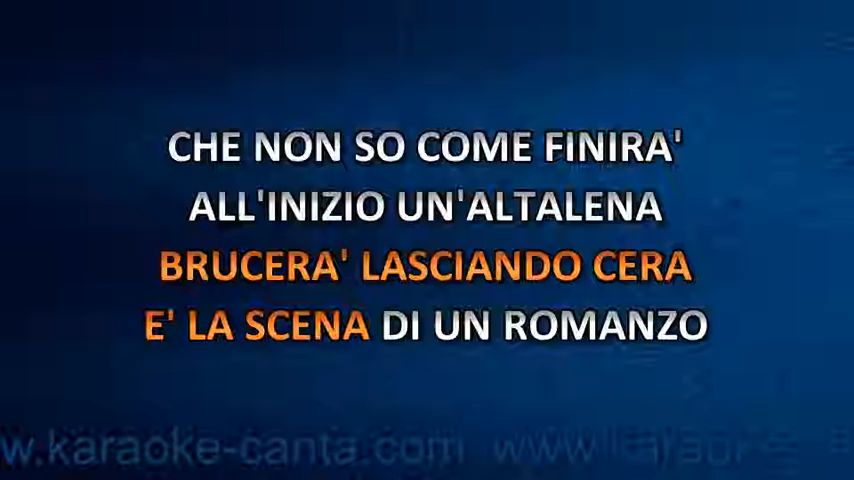 CHE NON SO COME FINIRA'
ALL'INIZIO UN'ALTALENA
BRUCERA' LASCIANDO CERA
E' LA SCENA DI UN ROMANZO
w.karaoke-canta.com www.karao